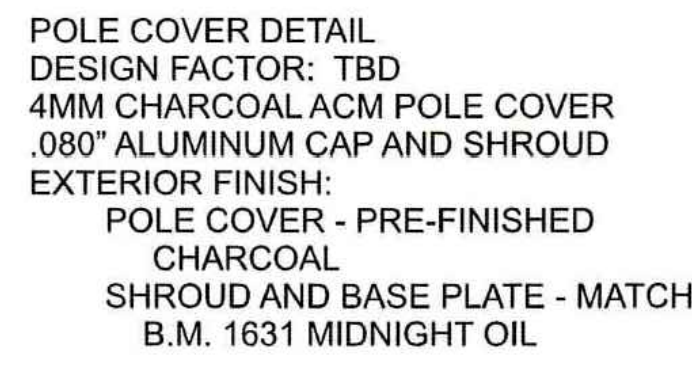 POLE COVER DETAIL
DESIGN FACTOR: TBD
4MM CHARCOAL ACM POLE COVER
.080" ALUMINUM CAP AND SHROUD
EXTERIOR FINISH:
POLE COVER - PRE-FINISHED
CHARCOAL
SHROUD AND BASE PLATE - MATCH
B.M. 1631 MIDNIGHT OIL